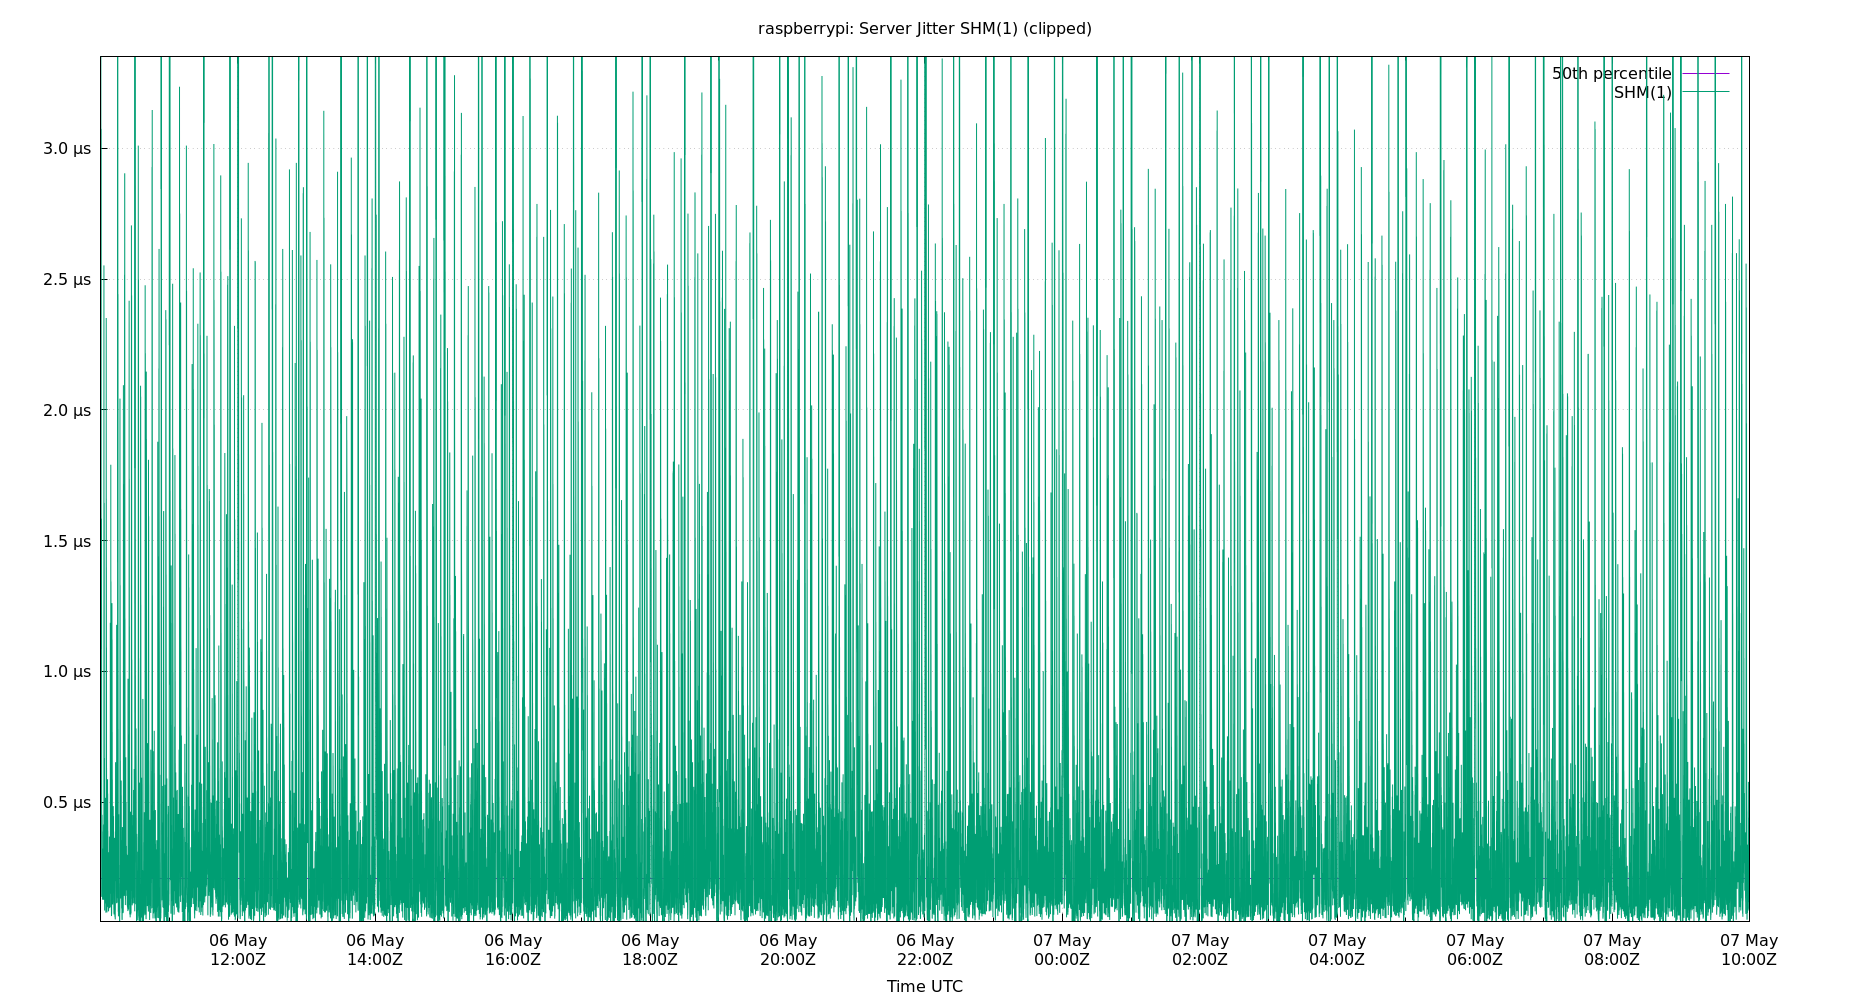 raspberrypi: Server Jitter SHM(1) (clipped)
50th percentile
SHM(1)
3.0 µs
2.5 µs
2.0 µs
1.5 µs
1.0 µs
0.5 µs
06 May 06 May 06 May 06 May 06 May 06 May 07 May 07 May 07 May 07 May 07 May 07 May
12:00Z 14:00Z 16:00Z 18:00Z 20:00Z 22:00Z 00:00Z 02:00Z 04:00Z 06:00Z 08:00Z 10:00Z
Time UTC